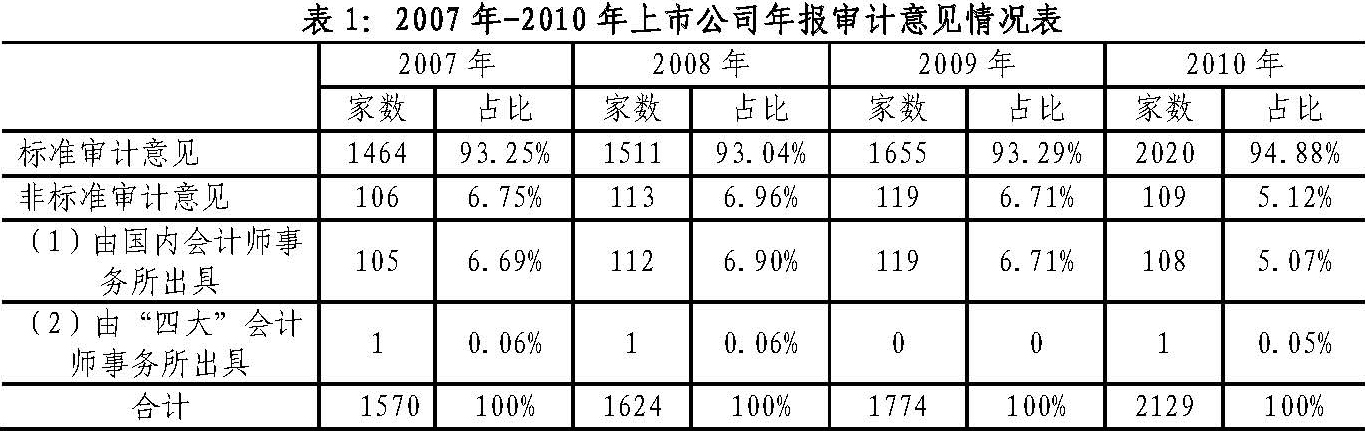 表 1: 2007 年-2010 年上市公司年报审计意见情况表
2007 年 2008 年 2009 年 2010 年
家数 占比 家数 占比 家数 占比 家数 占比
标准审计意见 1464 93.25% 1511 93.04% 1655 93.29% 2020 94.88%
非标准审计意见 106 6.75% 113 6.96% 119 6.71% 109 5.12%
（1）由国内会计师事
务所出具 105 6.69% 112 6.90% 119 6.71% 108 5.07%
（2）由“四大”会计
师事务所出具 1 0.06% 1 0.06% 0 0 1 0.05%
合计 1570 100% 1624 100% 1774 100% 2129 100%